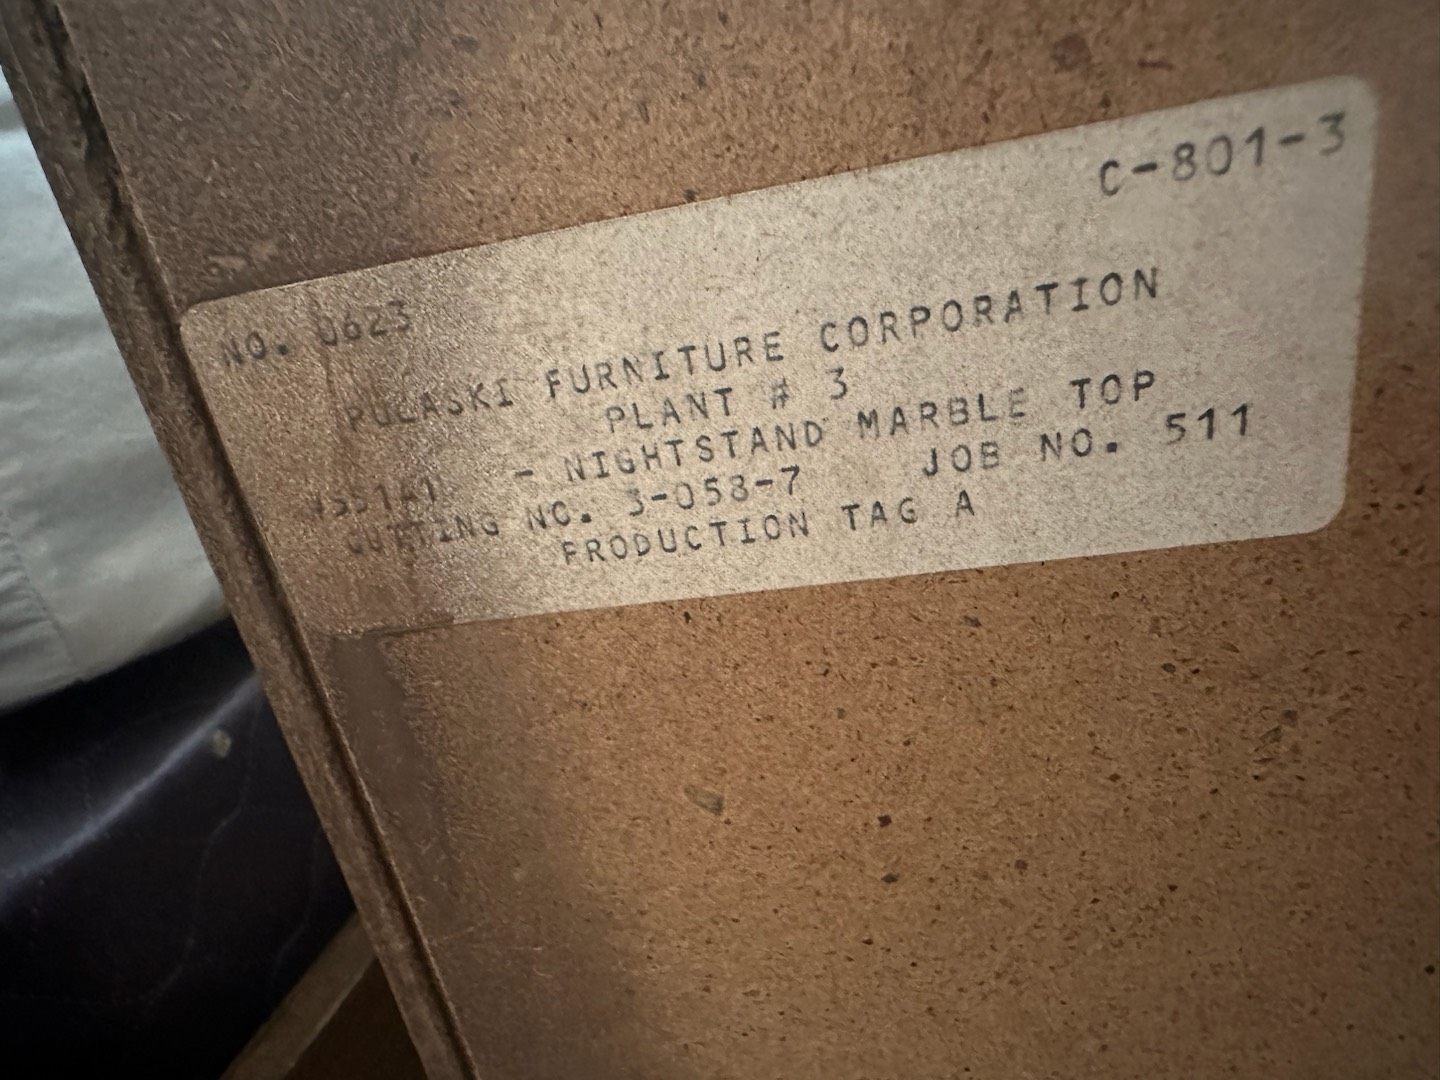 C-801-3
NO. 0623
PULASKI FURNITURE CORPORATION
PLANT # 3
- NIGHTSTAND MARBLE TOP
CUTTING NO. 3-058-7 JOB NO. 511
PRODUCTION TAG A